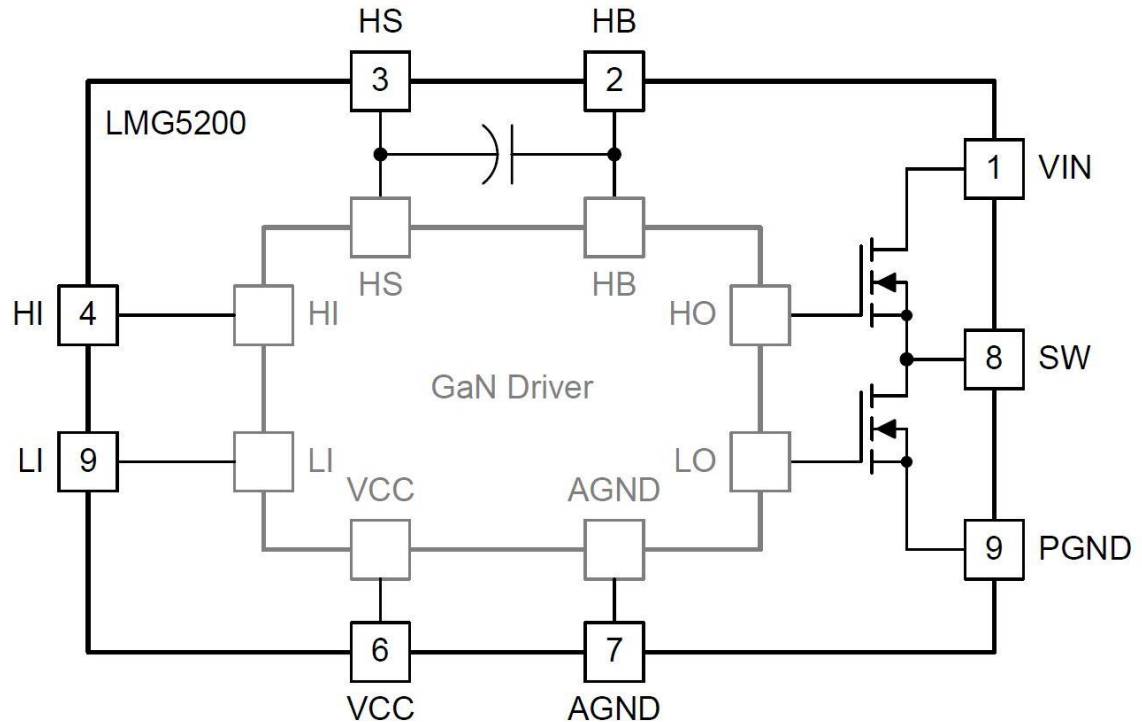 HS HB
3 2
LMG5200
1 VIN
HS HB
HI 4 HI HO
8 SW
GaN Driver
LI 9 LI LO
VCC AGND
9 PGND
6 7
VCC AGND